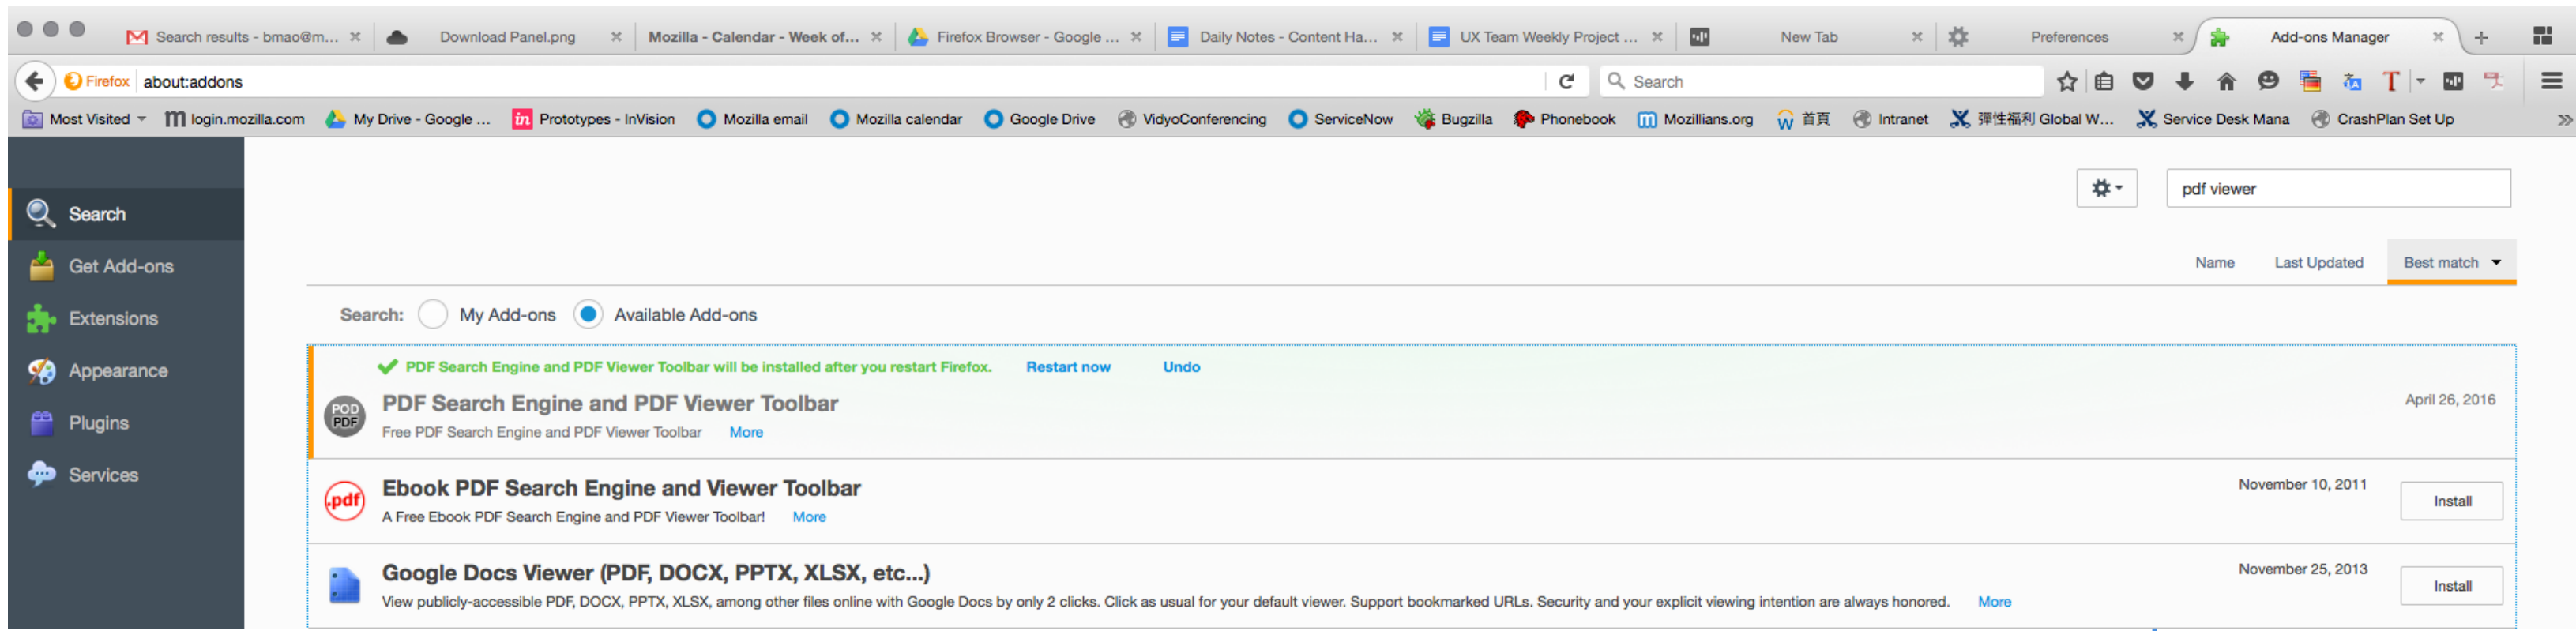 Search results - bmao@m...
Download Panel.png
Mozilla - Calendar - Week of...
Firefox Browser - Google ...
Daily Notes - Content Ha...
UX Team Weekly Project ...
New Tab
Preferences
Add-ons Manager
Firefox about:addons
Search
Most Visited
login.mozilla.com
My Drive - Google ...
in Prototypes - InVision
Mozilla email
Mozilla calendar
Google Drive
VidyoConferencing
ServiceNow
Bugzilla
Phonebook
Mozillians.org
首頁
Intranet
彈性福利 Global W...
Service Desk Mana
CrashPlan Set Up
pdf viewer
Search
Get Add-ons
Extensions
Appearance
Plugins
Services
Name Last Updated Best match
Search: My Add-ons Available Add-ons
PDF Search Engine and PDF Viewer Toolbar will be installed after you restart Firefox. Restart now Undo
POD PDF
PDF Search Engine and PDF Viewer Toolbar
April 26, 2016
Free PDF Search Engine and PDF Viewer Toolbar More
.pdf
Ebook PDF Search Engine and Viewer Toolbar
November 10, 2011
Install
A Free Ebook PDF Search Engine and PDF Viewer Toolbar! More
Google Docs Viewer (PDF, DOCX, PPTX, XLSX, etc...)
November 25, 2013
Install
View publicly-accessible PDF, DOCX, PPTX, XLSX, among other files online with Google Docs by only 2 clicks. Click as usual for your default viewer. Support bookmarked URLs. Security and your explicit viewing intention are always honored. More